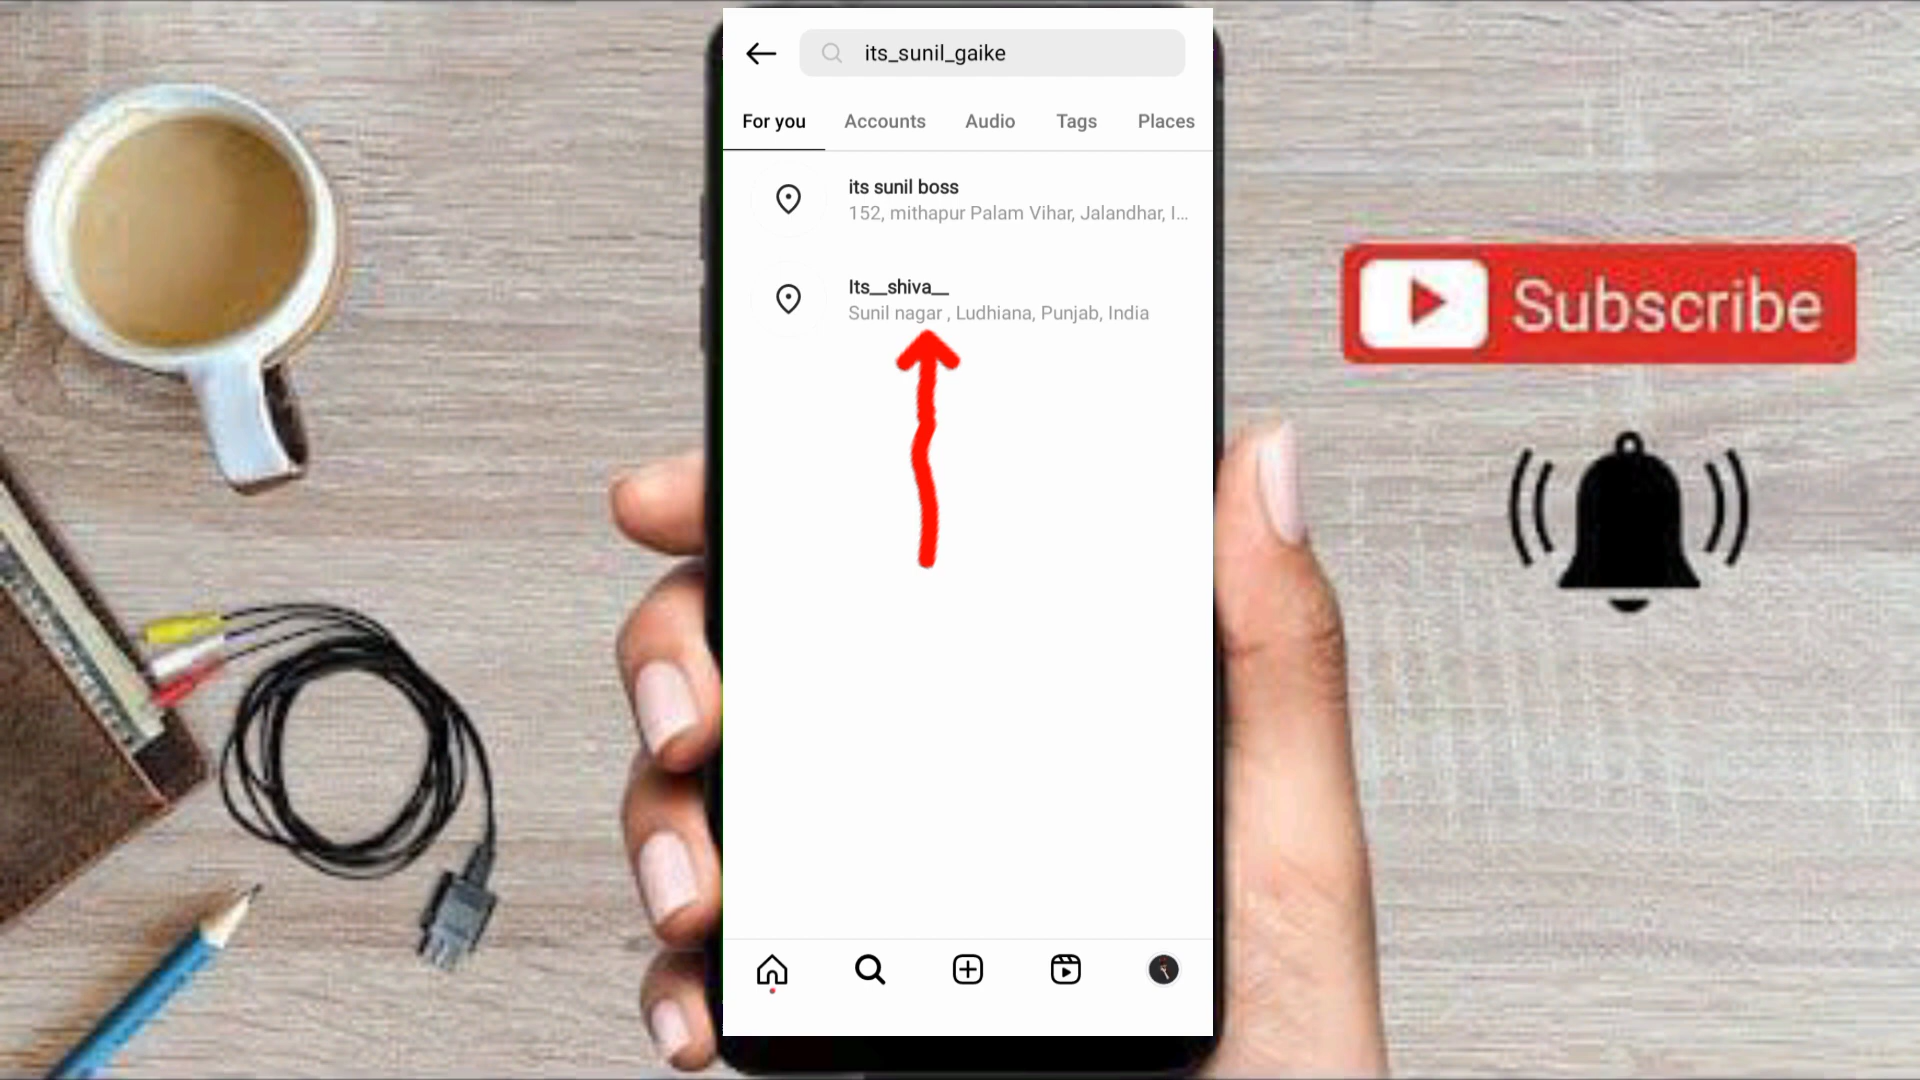 its_sunil_gaike
For you Accounts Audio Tags Places
its sunil boss
152, mithapur Palam Vihar, Jalandhar, I...
Its__shiva__
Sunil nagar , Ludhiana, Punjab, India
Subscribe